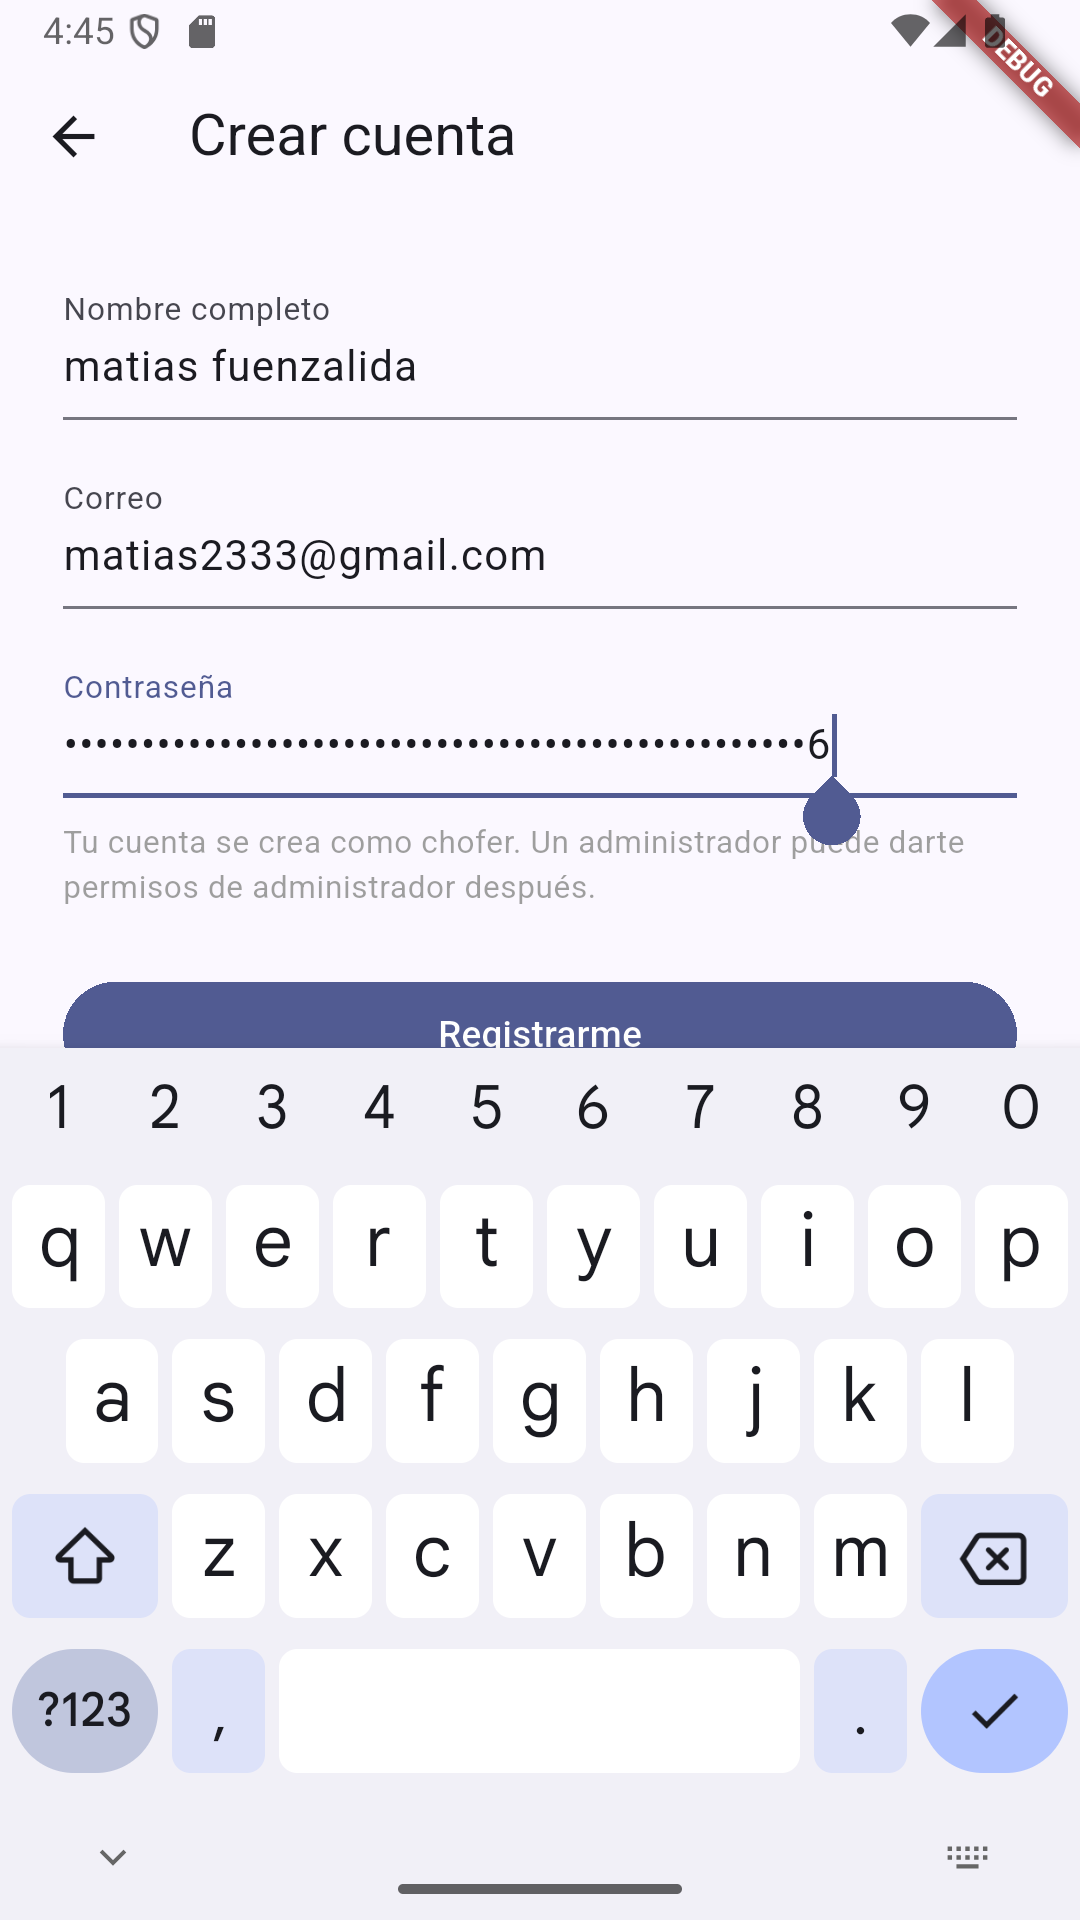 4:45
DEBUG
Crear cuenta
Nombre completo
matias fuenzalida
Correo
matias2333@gmail.com
Contraseña
••••••••••••••••••••••••••••••••••••••••••••••••6
Tu cuenta se crea como chofer. Un administrador puede darte
permisos de administrador después.
Registrarme
1 2 3 4 5 6 7 8 9 0
q w e r t y u i o p
a s d f g h j k l
z x c v b n m
?123 , .